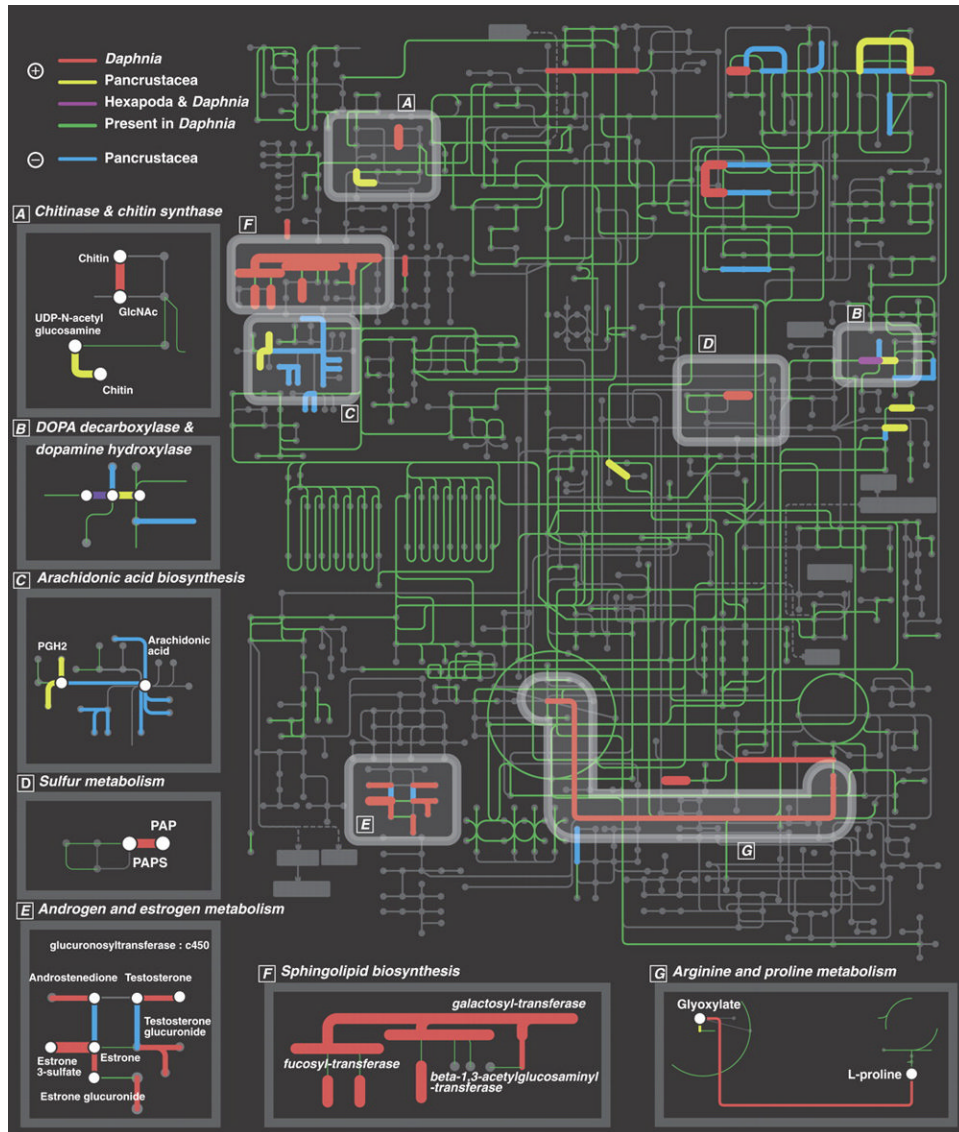 +
Daphnia
Pancrustacea
Hexapoda & Daphnia
Present in Daphnia
−
Pancrustacea
A
F
B
D
C
E
G
A Chitinase & chitin synthase
Chitin
GlcNAc
UDP-N-acetyl
glucosamine
Chitin
B DOPA decarboxylase &
dopamine hydroxylase
C Arachidonic acid biosynthesis
PGH2
Arachidonic
acid
D Sulfur metabolism
PAP
PAPS
E Androgen and estrogen metabolism
glucuronosyltransferase : c450
Androstenedione
Testosterone
Testosterone
glucuronide
Estrone
Estrone
3-sulfate
Estrone glucuronide
F Sphingolipid biosynthesis
galactosyl-transferase
fucosyl-transferase
beta-1,3-acetylglucosaminyl
-transferase
G Arginine and proline metabolism
Glyoxylate
L-proline